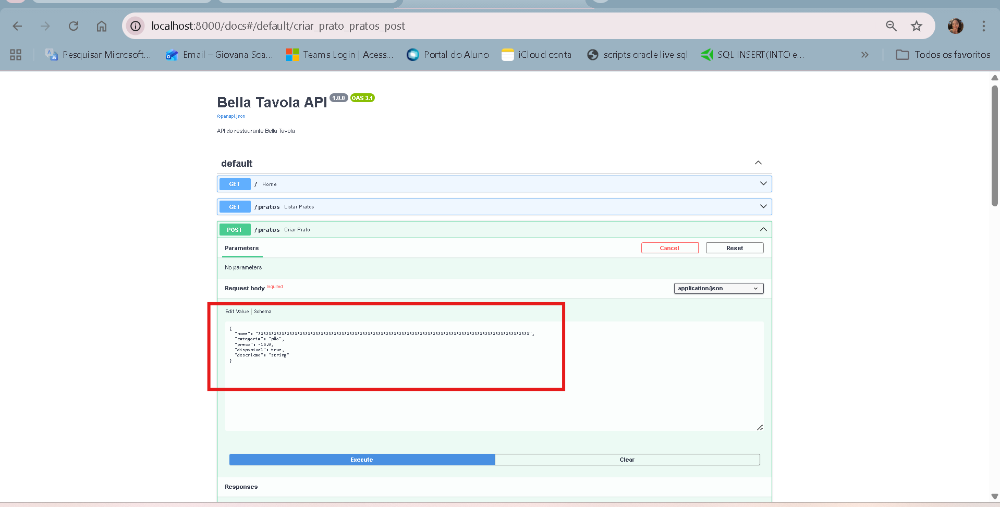 localhost:8000/docs#/default/criar_prato_pratos_post
Pesquisar Microsoft...
Email – Giovana Soa...
Teams Login | Acess...
Portal do Aluno
iCloud conta
scripts oracle live sql
SQL INSERT(INTO e...
Todos os favoritos
Bella Tavola API 1.0.0 OAS 3.1
/openapi.json
API do restaurante Bella Tavola
default
GET / Home
GET /pratos Listar Pratos
POST /pratos Criar Prato
Parameters
Cancel
Reset
No parameters
Request body required
application/json
Edit Value | Schema
{
"nome":
"categoria": "pão",
"preco": -15.0,
"disponivel": true,
"descricao": "string"
}
Execute
Clear
Responses